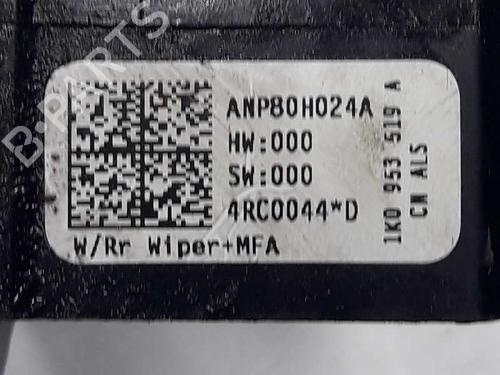 ANP80H024A
HW:000
SW:000
4RC0044*D
W/Rr Wiper+MFA
1K0 953 519 A
CN ALS
B-PARTS